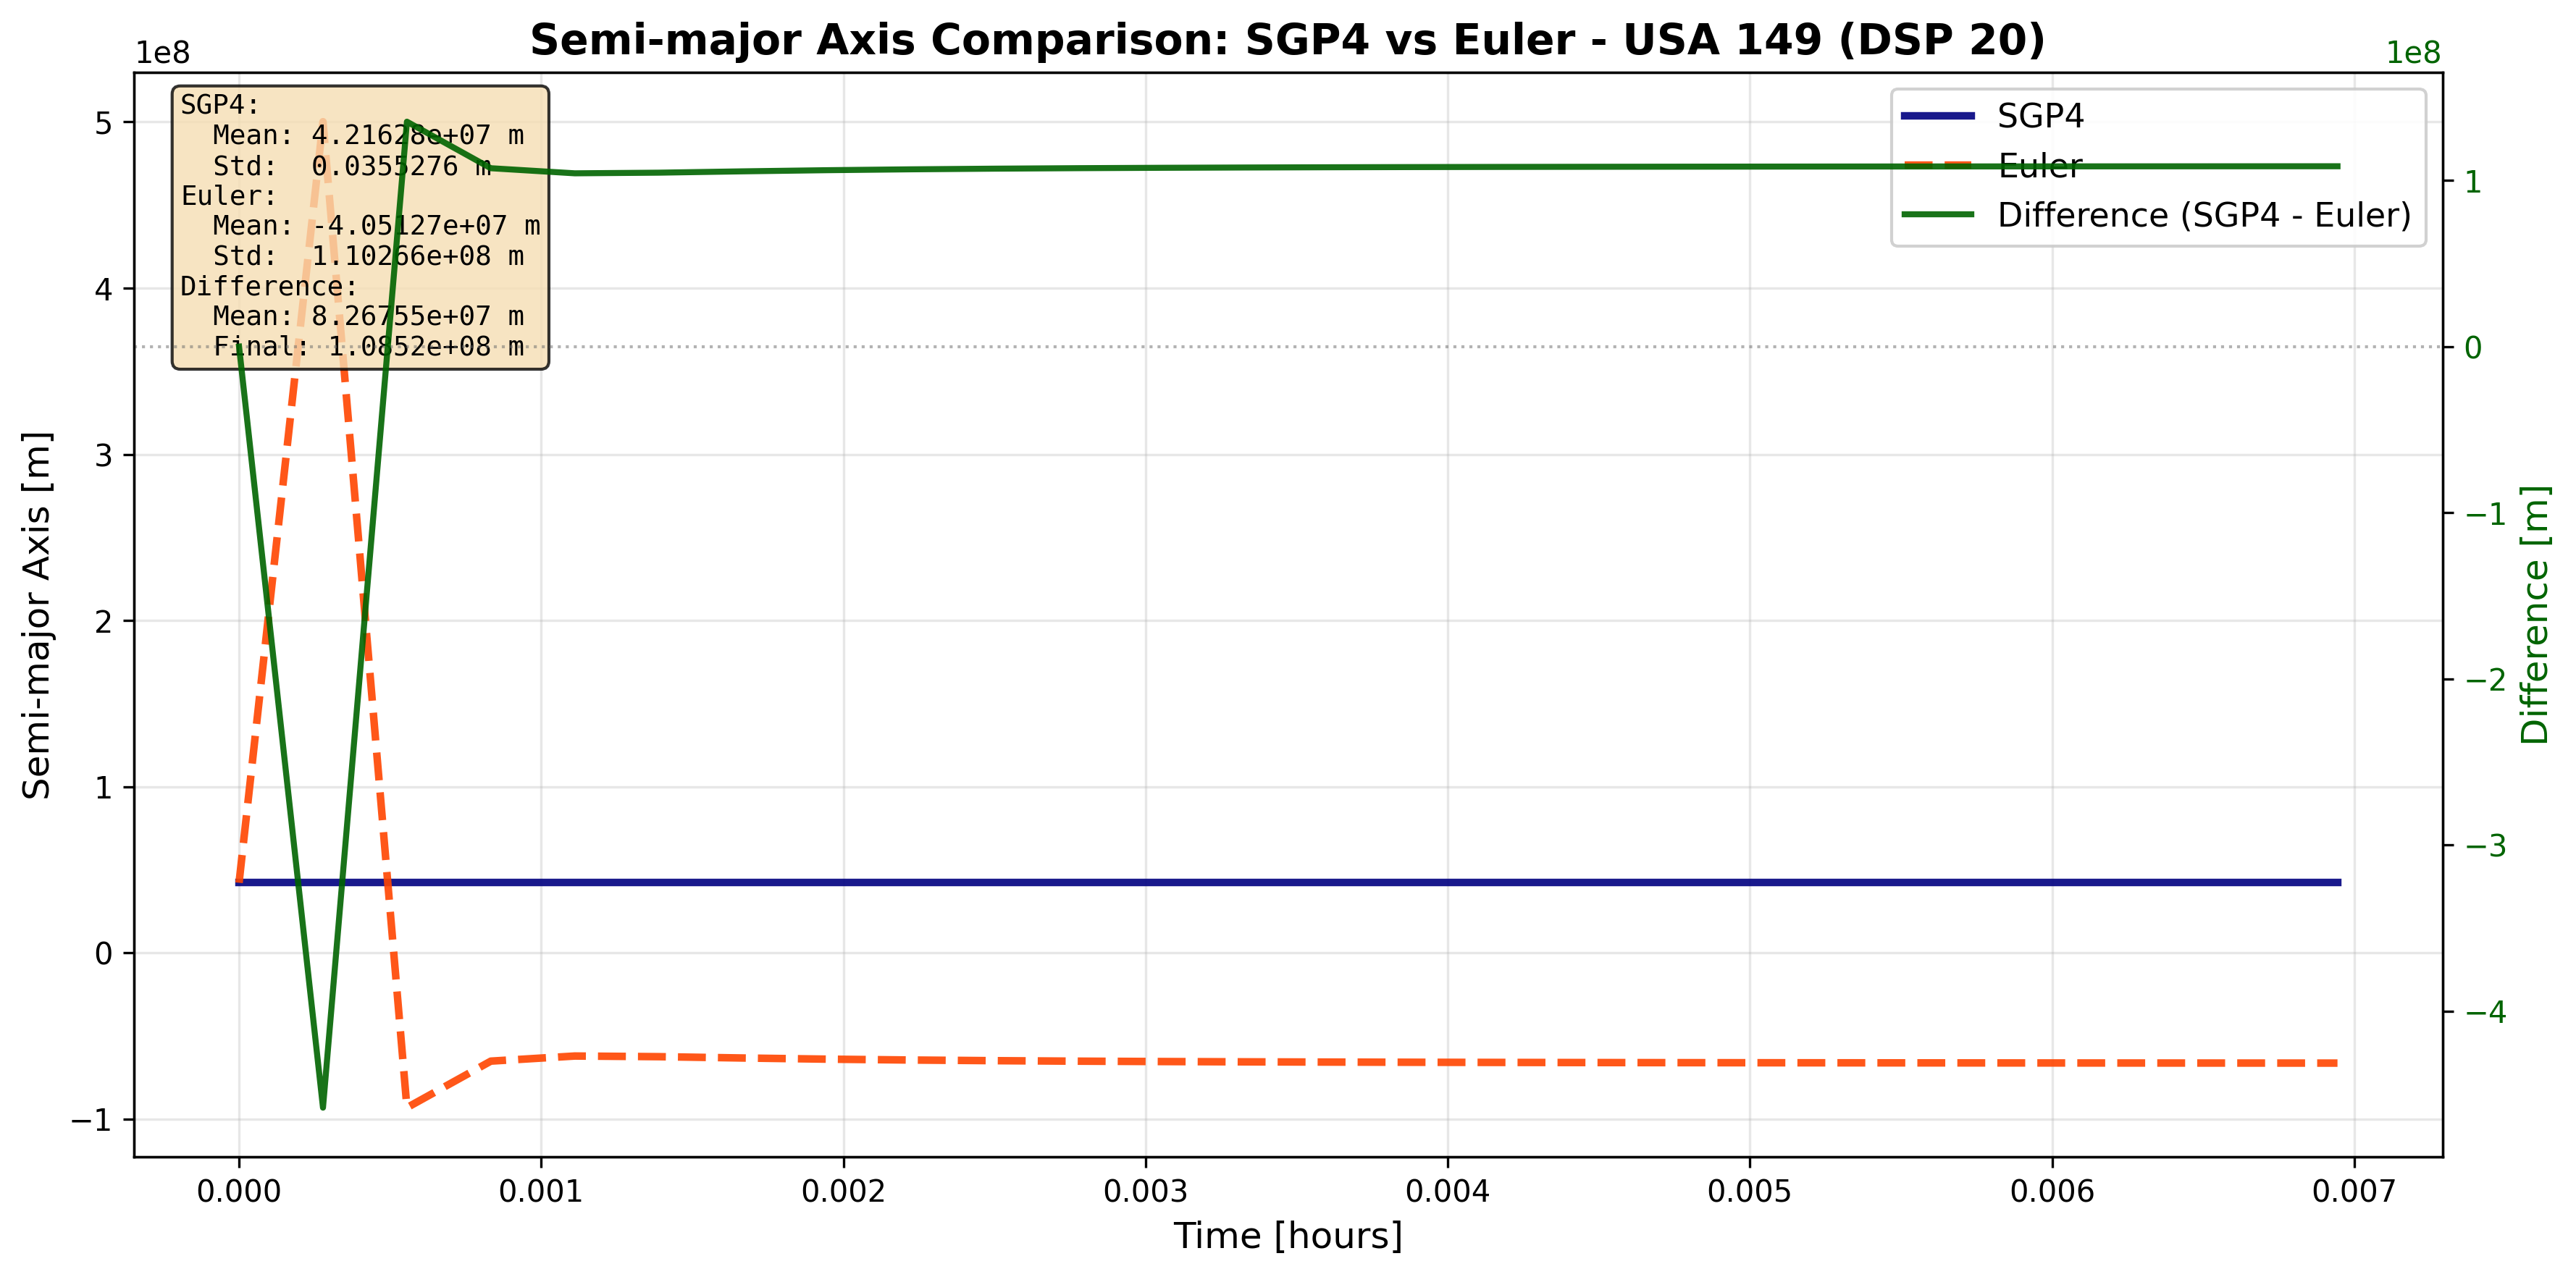 Semi-major Axis Comparison: SGP4 vs Euler - USA 149 (DSP 20)
1e8
1e8
SGP4:
Mean: 4.21628e+07 m
Std: 0.0355276 m
Euler:
Mean: -4.05127e+07 m
Std: 1.10266e+08 m
Difference:
Mean: 8.26755e+07 m
Final: 1.0852e+08 m
SGP4
Euler
Difference (SGP4 - Euler)
Semi-major Axis [m]
5
4
3
2
1
0
−1
1
0
−1
−2
−3
−4
Difference [m]
0.000
0.001
0.002
0.003
0.004
0.005
0.006
0.007
Time [hours]